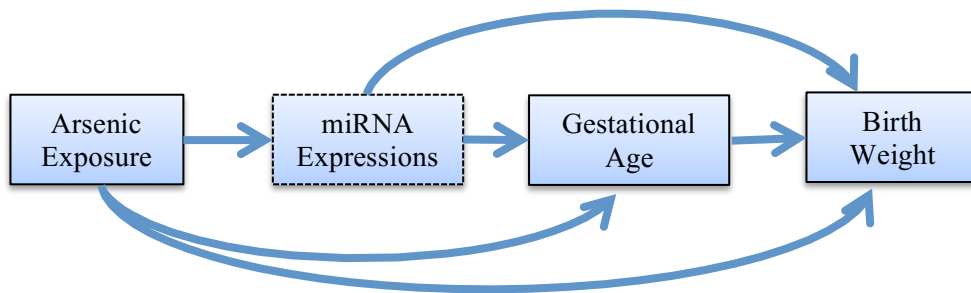 Arsenic
Exposure
miRNA
Expressions
Gestational
Age
Birth
Weight